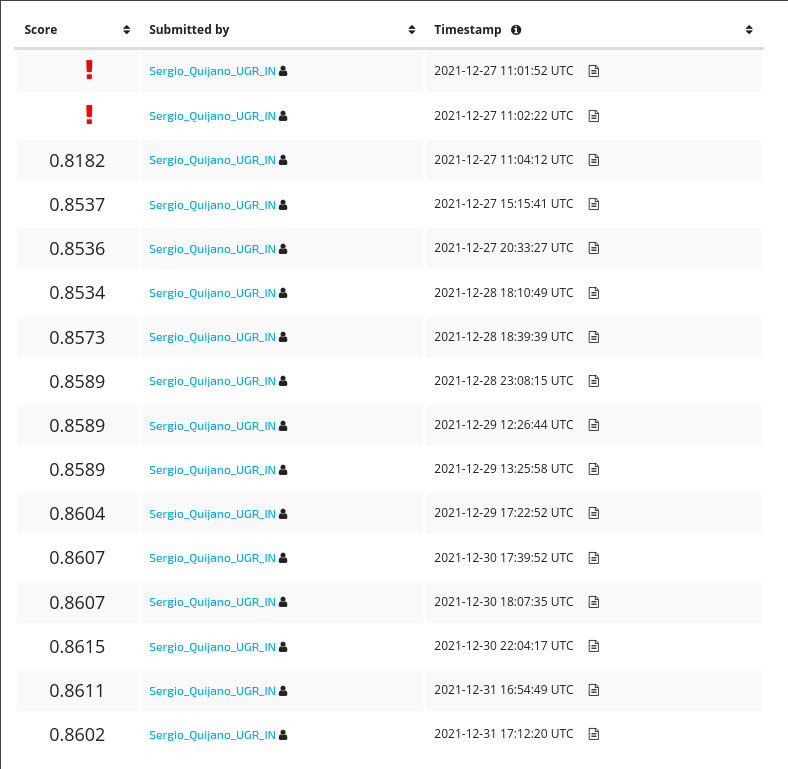 Score Submitted by Timestamp
! Sergio_Quijano_UGR_IN 2021-12-27 11:01:52 UTC
! Sergio_Quijano_UGR_IN 2021-12-27 11:02:22 UTC
0.8182 Sergio_Quijano_UGR_IN 2021-12-27 11:04:12 UTC
0.8537 Sergio_Quijano_UGR_IN 2021-12-27 15:15:41 UTC
0.8536 Sergio_Quijano_UGR_IN 2021-12-27 20:33:27 UTC
0.8534 Sergio_Quijano_UGR_IN 2021-12-28 18:10:49 UTC
0.8573 Sergio_Quijano_UGR_IN 2021-12-28 18:39:39 UTC
0.8589 Sergio_Quijano_UGR_IN 2021-12-28 23:08:15 UTC
0.8589 Sergio_Quijano_UGR_IN 2021-12-29 12:26:44 UTC
0.8589 Sergio_Quijano_UGR_IN 2021-12-29 13:25:58 UTC
0.8604 Sergio_Quijano_UGR_IN 2021-12-29 17:22:52 UTC
0.8607 Sergio_Quijano_UGR_IN 2021-12-30 17:39:52 UTC
0.8607 Sergio_Quijano_UGR_IN 2021-12-30 18:07:35 UTC
0.8615 Sergio_Quijano_UGR_IN 2021-12-30 22:04:17 UTC
0.8611 Sergio_Quijano_UGR_IN 2021-12-31 16:54:49 UTC
0.8602 Sergio_Quijano_UGR_IN 2021-12-31 17:12:20 UTC